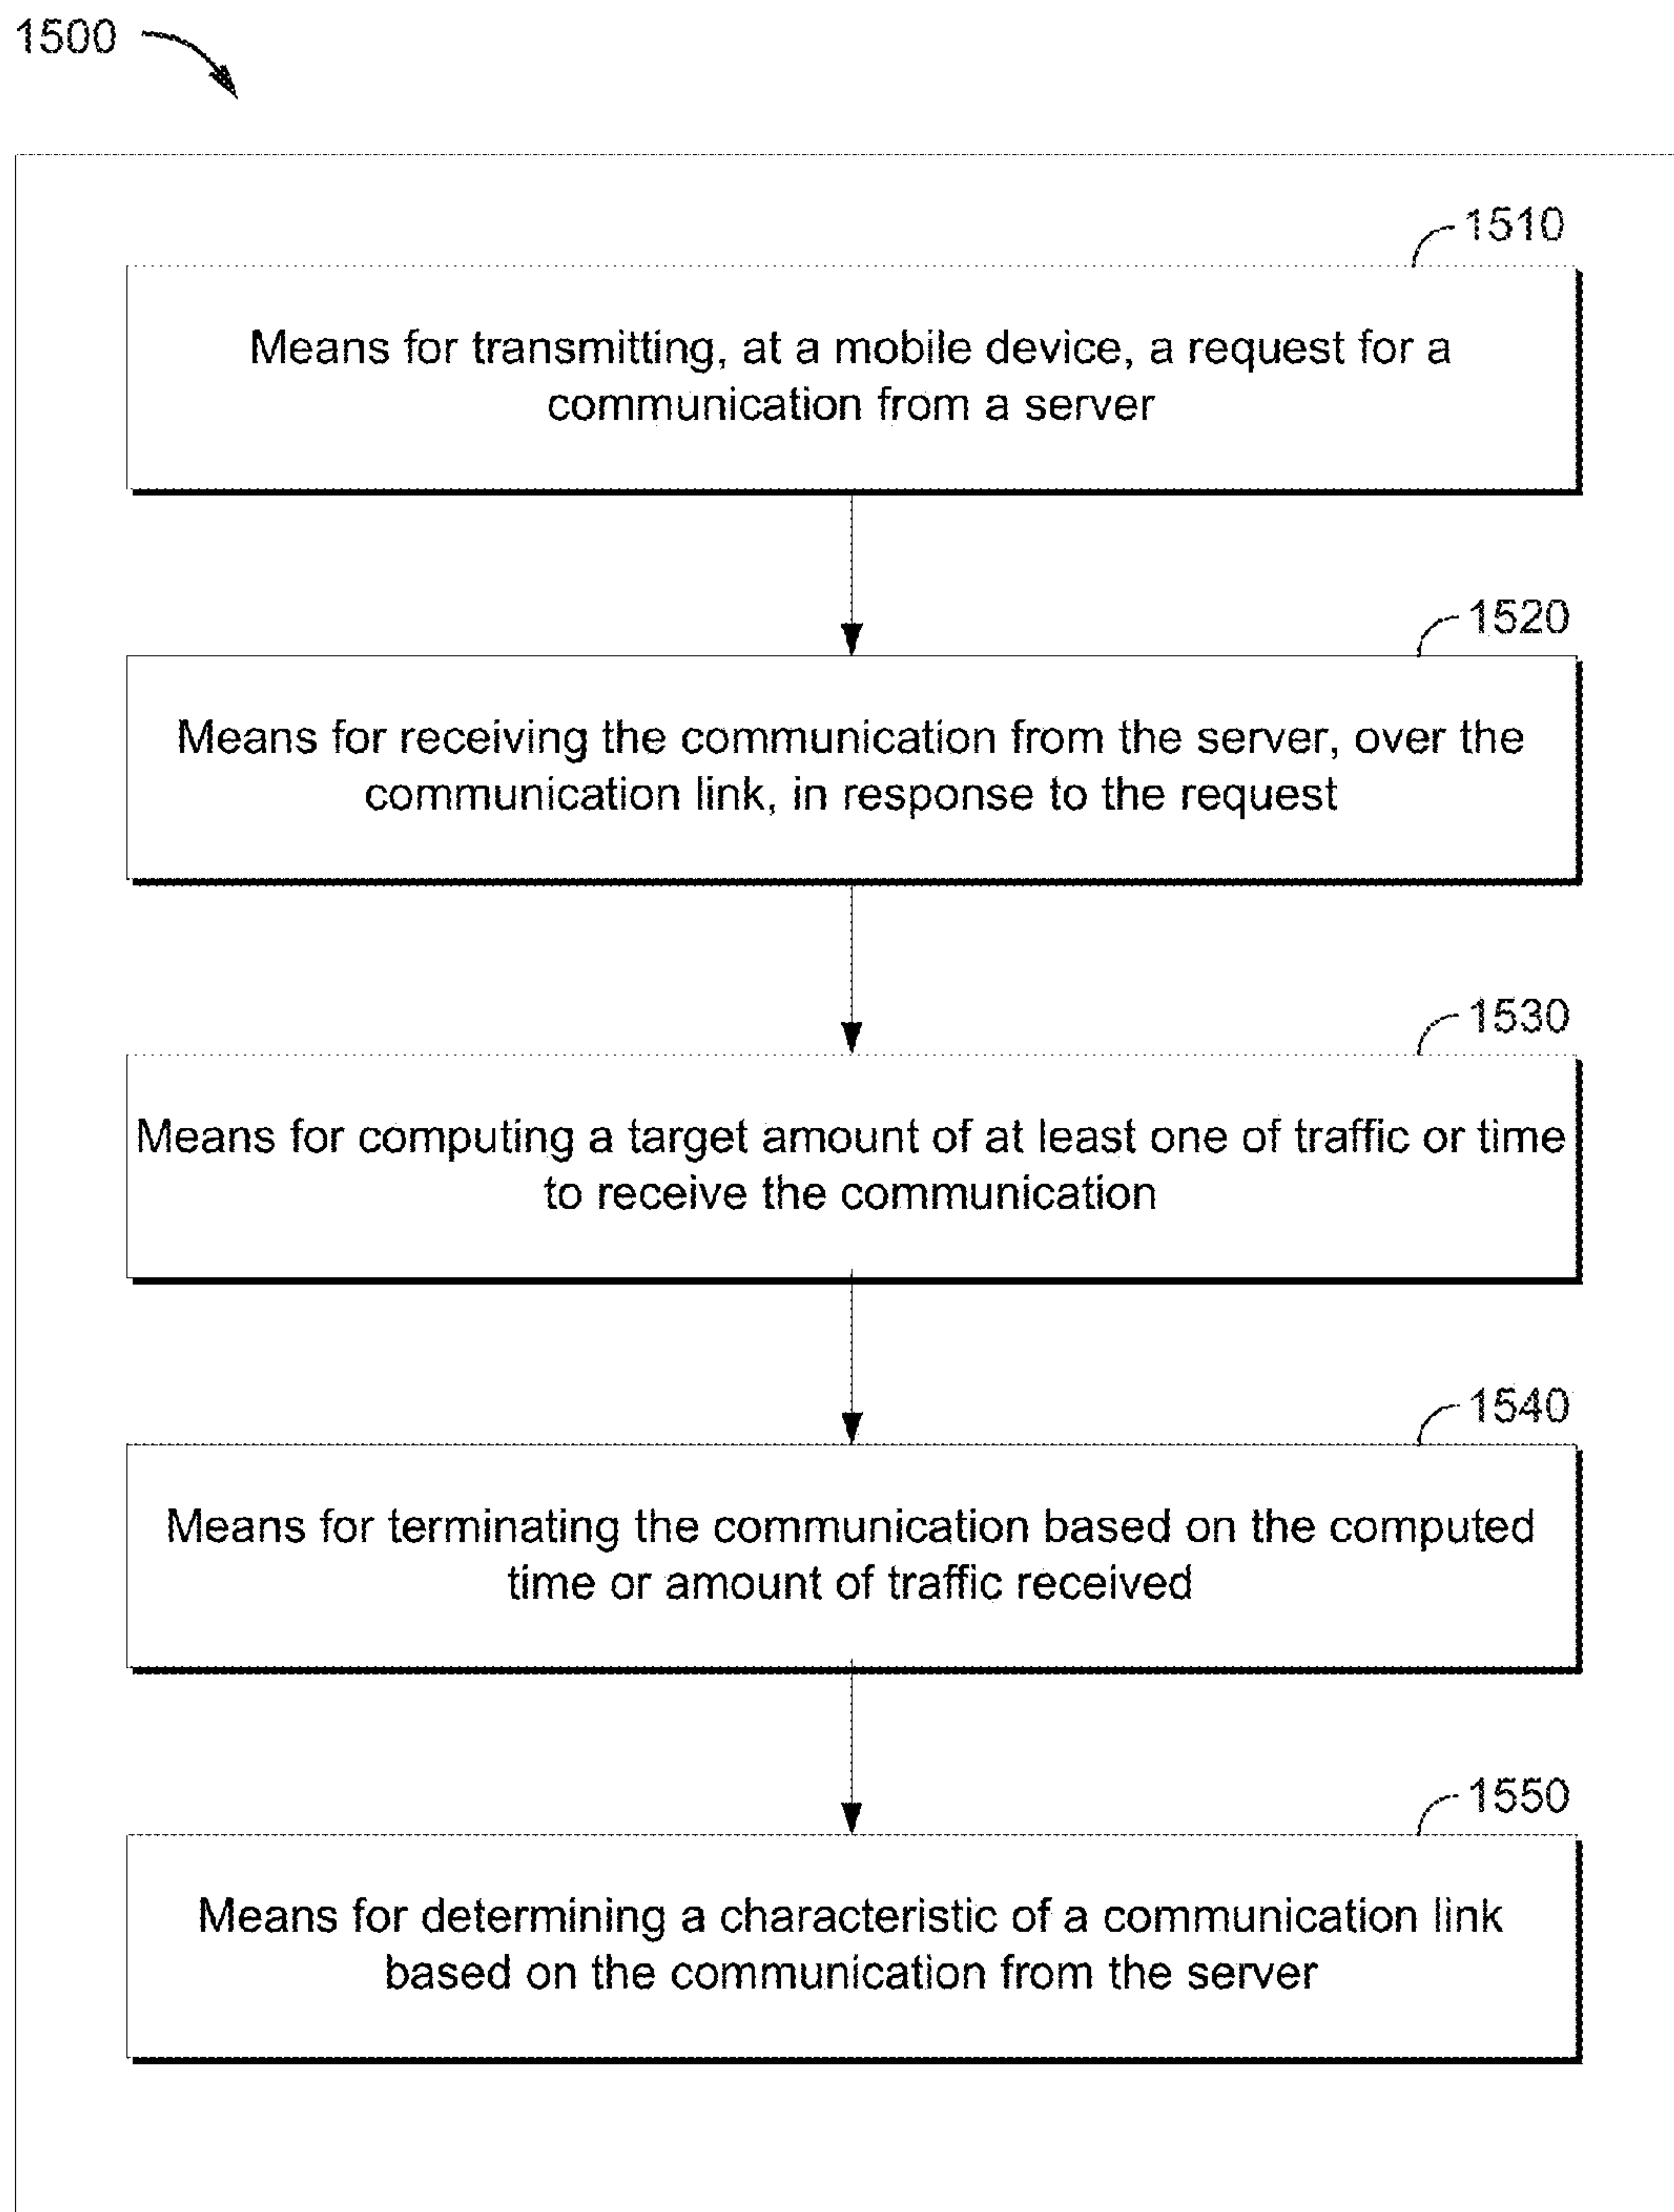 1500
1510
Means for transmitting, at a mobile device, a request for a
communication from a server
1520
Means for receiving the communication from the server, over the
communication link, in response to the request
1530
Means for computing a target amount of at least one of traffic or time
to receive the communication
1540
Means for terminating the communication based on the computed
time or amount of traffic received
1550
Means for determining a characteristic of a communication link
based on the communication from the server